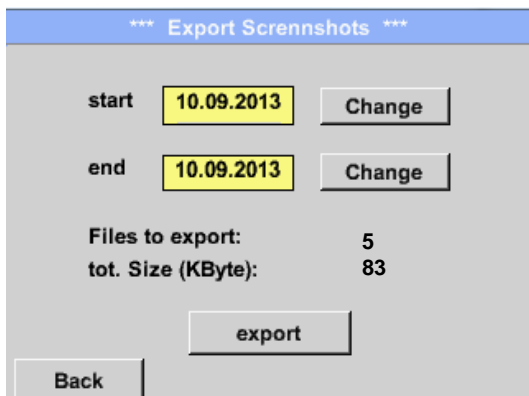 *** Export Scrennshots ***
start 10.09.2013 Change
end 10.09.2013 Change
Files to export: 5
tot. Size (KByte): 83
export
Back